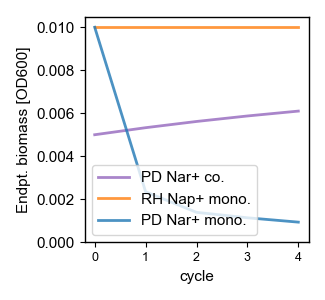 Endpt. biomass [OD600]
0.010
0.008
0.006
0.004
0.002
0.000
PD Nar+ co.
RH Nap+ mono.
PD Nar+ mono.
0 1 2 3 4
cycle